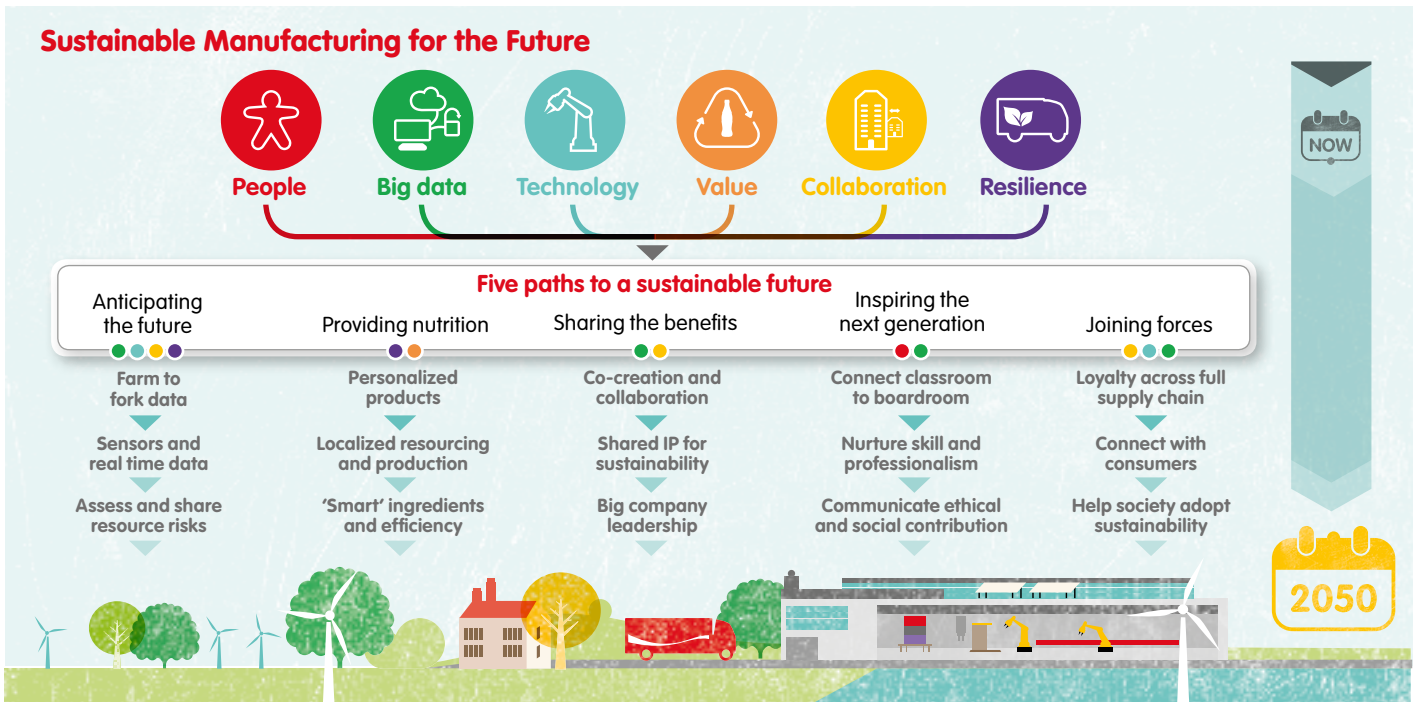 Sustainable Manufacturing for the Future
People
Big data
Technology
Value
Collaboration
Resilience
NOW
Five paths to a sustainable future
Anticipating
the future
Providing nutrition
Sharing the benefits
Inspiring the
next generation
Joining forces
Farm to
fork data
Sensors and
real time data
Assess and share
resource risks
Personalized
products
Localized resourcing
and production
‘Smart’ ingredients
and efficiency
Co-creation and
collaboration
Shared IP for
sustainability
Big company
leadership
Connect classroom
to boardroom
Nurture skill and
professionalism
Communicate ethical
and social contribution
Loyalty across full
supply chain
Connect with
consumers
Help society adopt
sustainability
2050